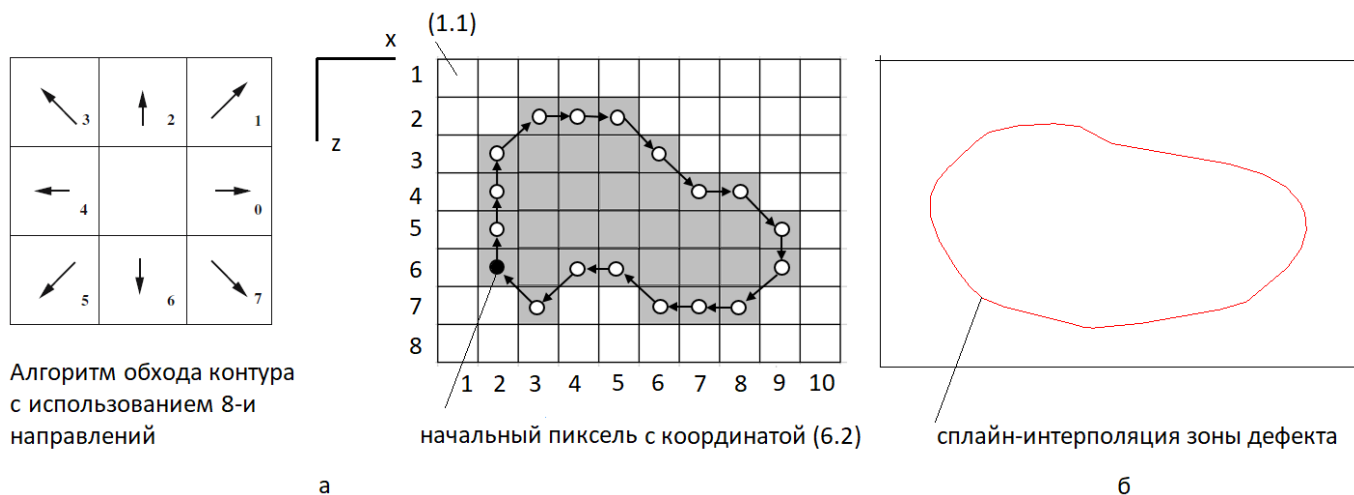 3 2 1
4 0
5 6 7
Алгоритм обхода контура
с использованием 8-и
направлений
(1.1)
x
z
1
2
3
4
5
6
7
8
1 2 3 4 5 6 7 8 9 10
начальный пиксель с координатой (6.2)
а
сплайн-интерполяция зоны дефекта
б